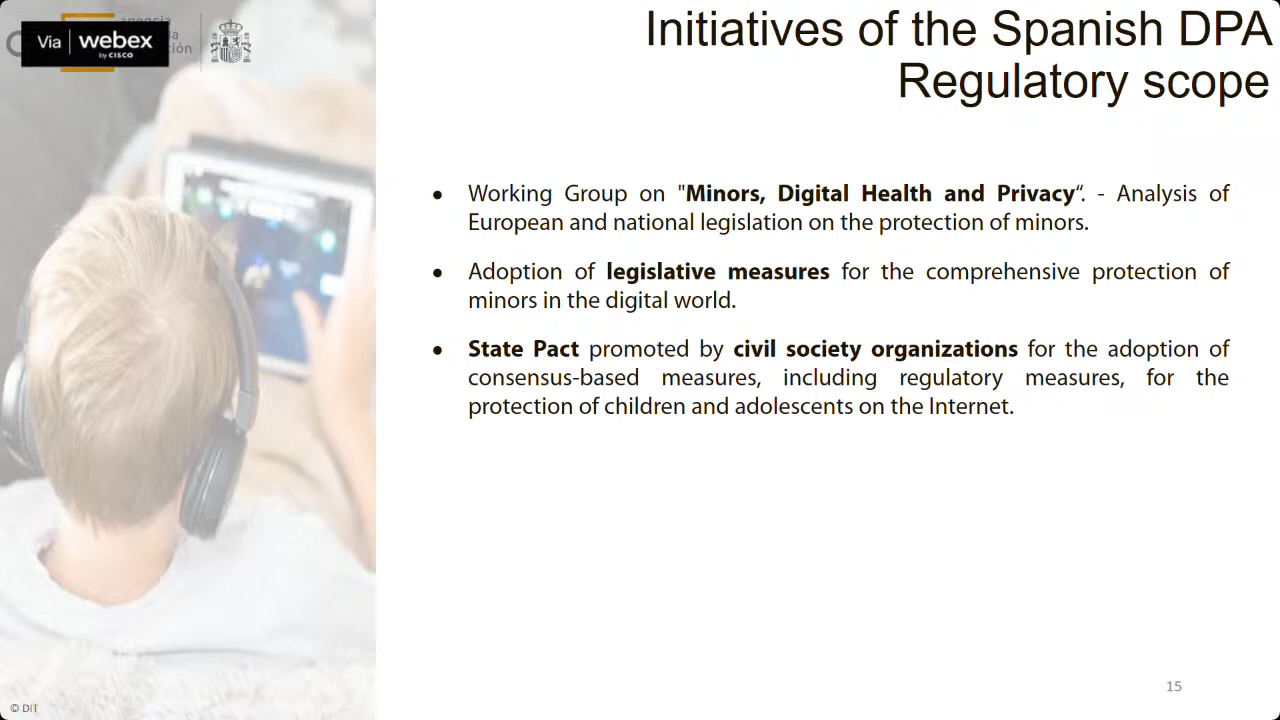 Initiatives of the Spanish DPA
Regulatory scope
Via webex
by CISCO
● Working Group on "Minors, Digital Health and Privacy“. - Analysis of
European and national legislation on the protection of minors.
● Adoption of legislative measures for the comprehensive protection of
minors in the digital world.
● State Pact promoted by civil society organizations for the adoption of
consensus-based measures, including regulatory measures, for the
protection of children and adolescents on the Internet.
15
© DIT